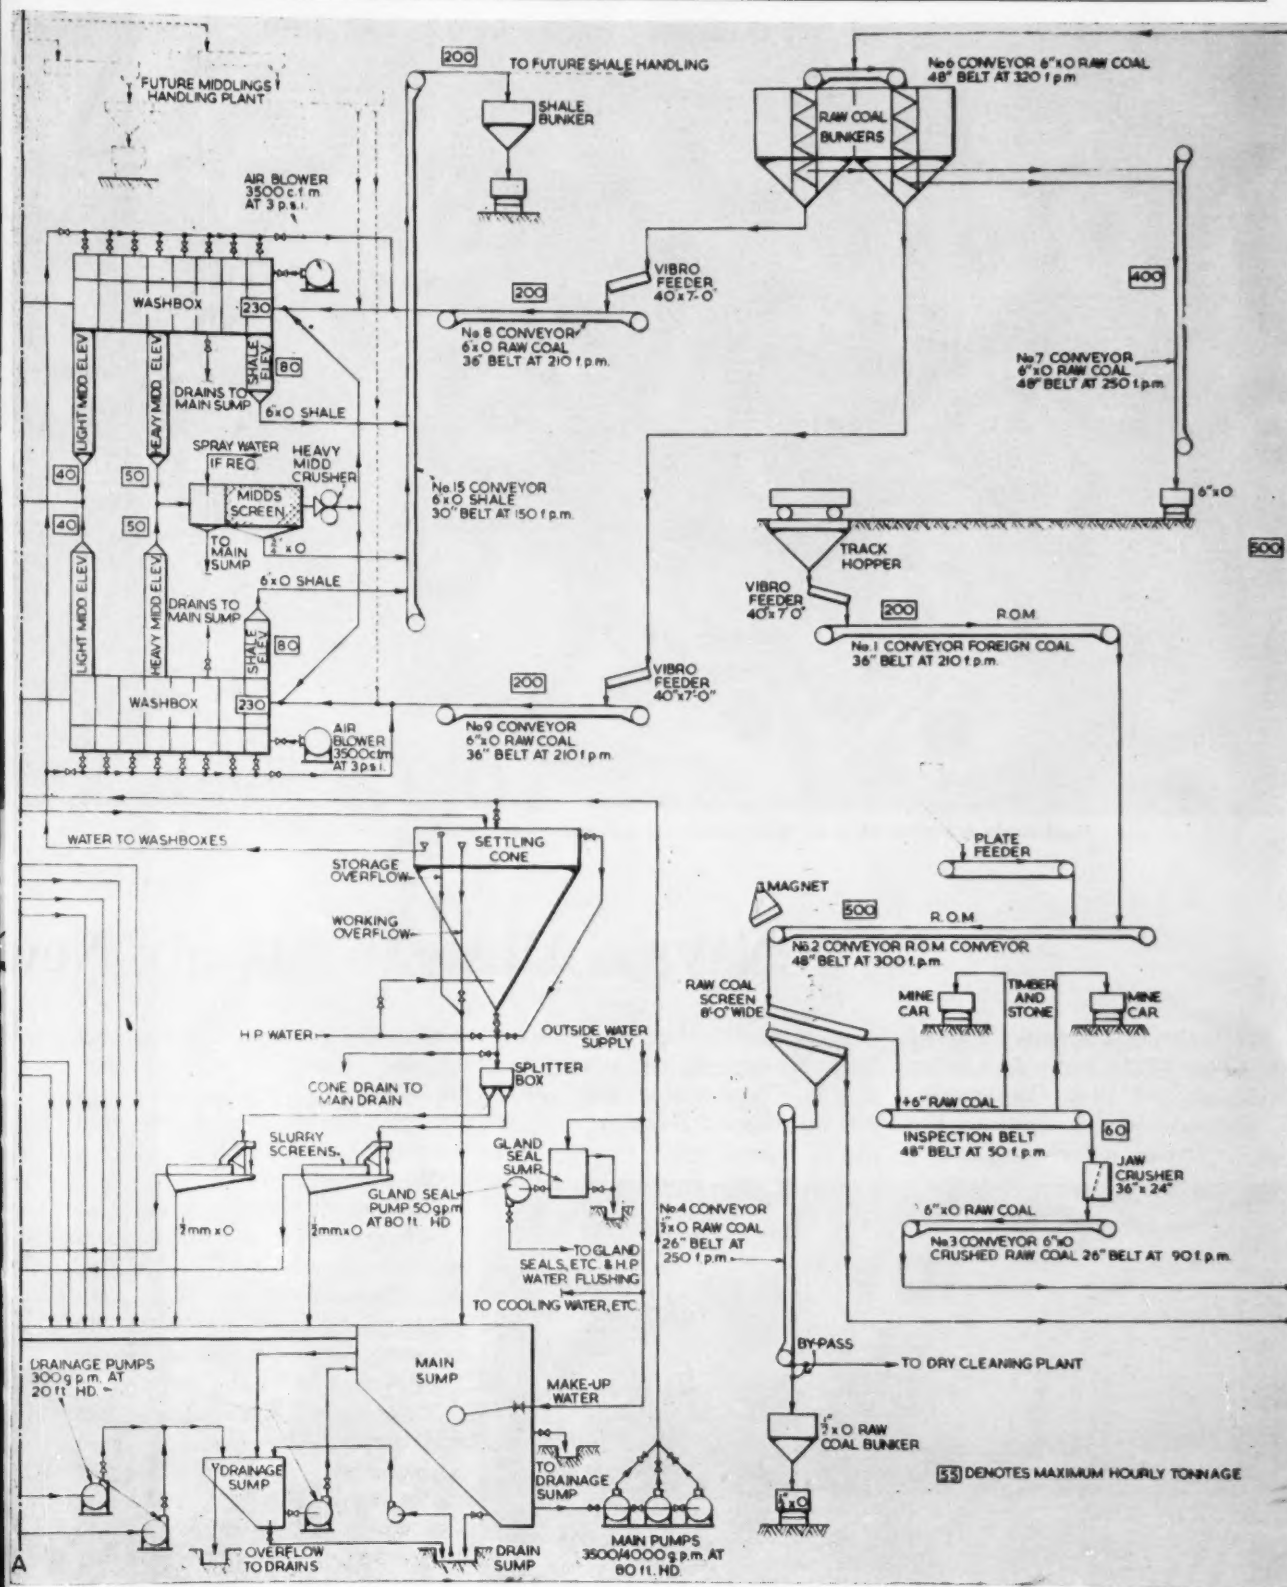 FUTURE MIDDLINGS
HANDLING PLANT
200
TO FUTURE SHALE HANDLING
SHALE
BUNKER
No6 CONVEYOR 6"xO RAW COAL
48" BELT AT 320 f.p.m
RAW COAL
BUNKERS
AIR BLOWER
3500 c.f.m.
AT 3 p.s.i.
WASHBOX
230
VIBRO
FEEDER
40"x7-0"
200
No 8 CONVEYOR
6"xO RAW COAL
36" BELT AT 210 f.p.m.
400
No7 CONVEYOR
6"xO RAW COAL
48" BELT AT 250 f.p.m.
LIGHT MIDD ELEV
HEAVY MIDD ELEV
SHALE
ELEV
80
DRAINS TO
MAIN SUMP
6"xO SHALE
40
50
SPRAY WATER
IF REQ.
HEAVY
MIDD
CRUSHER
MIDDS
SCREEN
No.15 CONVEYOR
6"xO SHALE
30" BELT AT 150 f.p.m.
40
50
TO
MAIN
SUMP
6"xO
TRACK
HOPPER
500
LIGHT MIDD ELEV
HEAVY MIDD ELEV
SHALE
ELEV
6"xO SHALE
DRAINS TO
MAIN SUMP
80
VIBRO
FEEDER
40"x7'0"
200
R.O.M.
No.1 CONVEYOR FOREIGN COAL
36" BELT AT 210 f.p.m.
WASHBOX
230
VIBRO
FEEDER
40"x7'-0"
200
No9 CONVEYOR
6"xO RAW COAL
36" BELT AT 210 f.p.m.
AIR
BLOWER
3500 c.f.m
AT 3 p.s.i.
WATER TO WASHBOXES
SETTLING
CONE
STORAGE
OVERFLOW
WORKING
OVERFLOW
PLATE
FEEDER
MAGNET
500
R.O.M.
No.2 CONVEYOR R.O.M. CONVEYOR
48" BELT AT 300 f.p.m.
RAW COAL
SCREEN
8'-0" WIDE
MINE
CAR
TIMBER
AND
STONE
MINE
CAR
H.P. WATER
OUTSIDE WATER
SUPPLY
SPLITTER
BOX
CONE DRAIN TO
MAIN DRAIN
+6" RAW COAL
INSPECTION BELT
48" BELT AT 50 f.p.m.
60
JAW
CRUSHER
36" x 24"
SLURRY
SCREENS
GLAND
SEAL
SUMP
GLAND SEAL
PUMP 50g.p.m
AT 80 ft. HD
½mm x O
½mm x O
No4 CONVEYOR
½"xO RAW COAL
26" BELT AT
250 f.p.m
6"xO RAW COAL
No3 CONVEYOR 6"xO
CRUSHED RAW COAL 26" BELT AT 90 f.p.m.
TO GLAND
SEALS, ETC. & H.P.
WATER FLUSHING
TO COOLING WATER, ETC.
BY-PASS
TO DRY CLEANING PLANT
DRAINAGE PUMPS
300 g.p.m. AT
20 ft. HD.
MAIN
SUMP
MAKE-UP
WATER
½"xO RAW
COAL BUNKER
½"xO
DRAINAGE
SUMP
TO
DRAINAGE
SUMP
55 DENOTES MAXIMUM HOURLY TONNAGE
A
OVERFLOW
TO DRAINS
DRAIN
SUMP
MAIN PUMPS
3500/4000 g.p.m. AT
80 ft. HD.